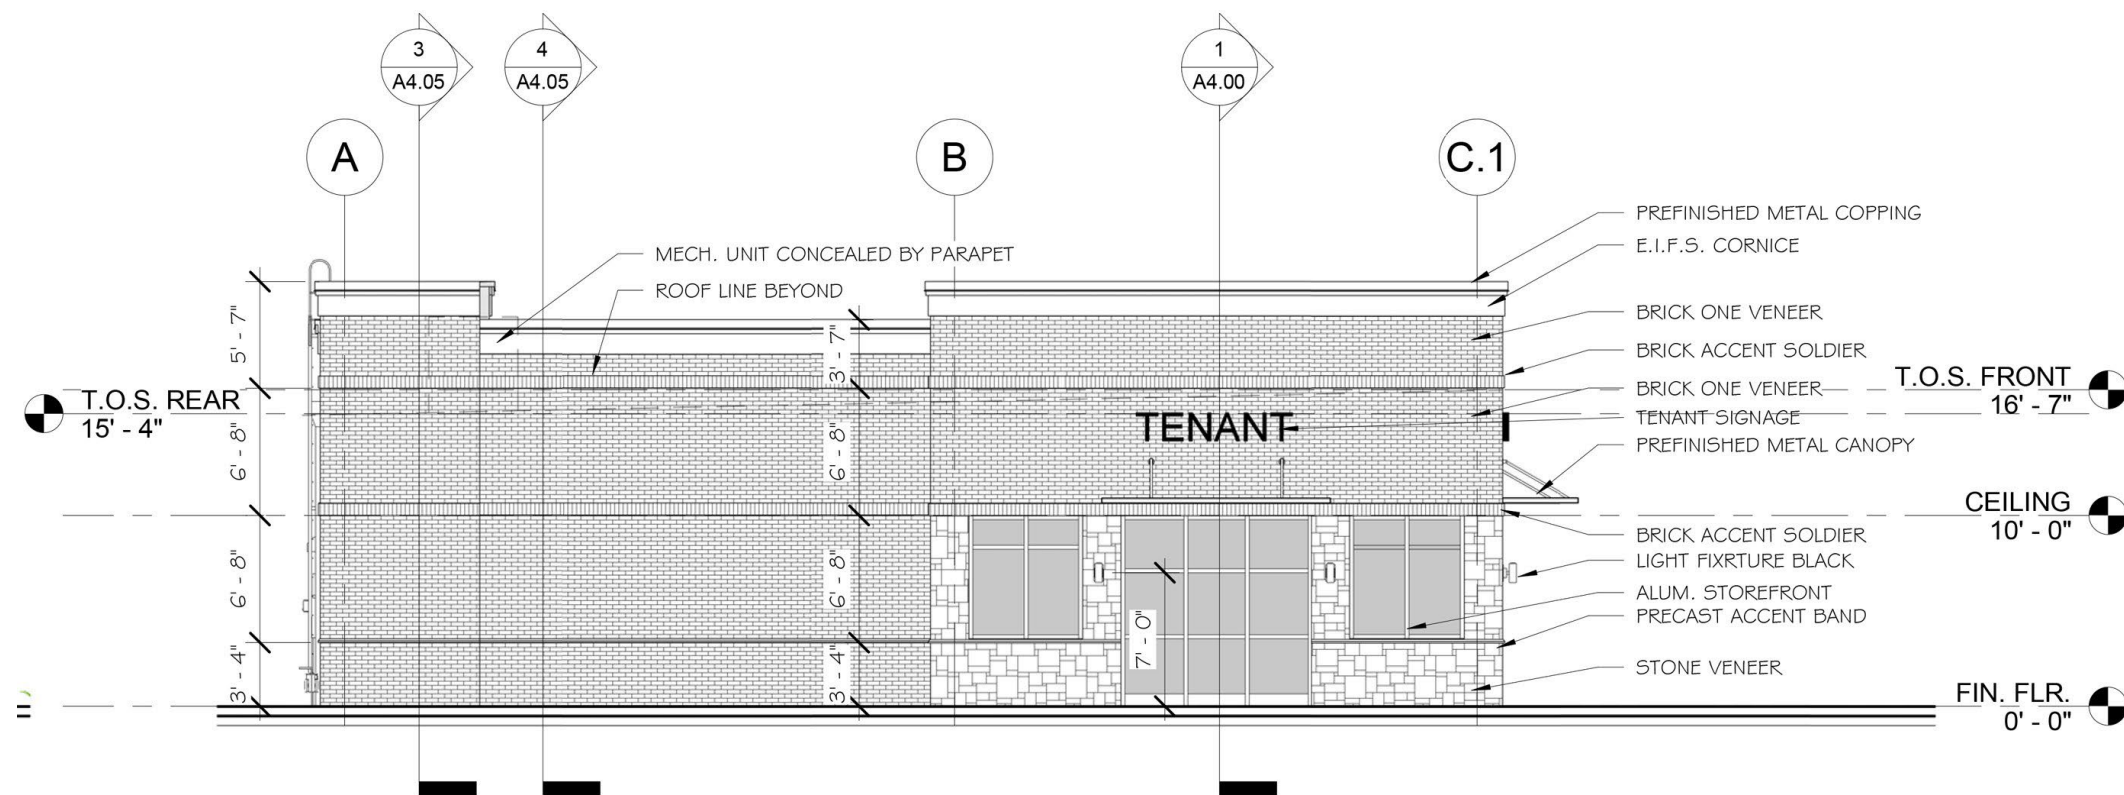 3
A4.05
4
A4.05
1
A4.00
A
B
C.1
PREFINISHED METAL COPPING
E.I.F.S. CORNICE
MECH. UNIT CONCEALED BY PARAPET
ROOF LINE BEYOND
BRICK ONE VENEER
BRICK ACCENT SOLDIER
BRICK ONE VENEER
TENANT SIGNAGE
PREFINISHED METAL CANOPY
BRICK ACCENT SOLDIER
LIGHT FIXRTURE BLACK
ALUM. STOREFRONT
PRECAST ACCENT BAND
STONE VENEER
T.O.S. REAR
15' - 4"
T.O.S. FRONT
16' - 7"
CEILING
10' - 0"
FIN. FLR.
0' - 0"
TENANT
5' - 7"
6' - 8"
6' - 8"
3' - 4"
3' - 7"
6' - 8"
6' - 8"
3' - 4"
7' - 0"